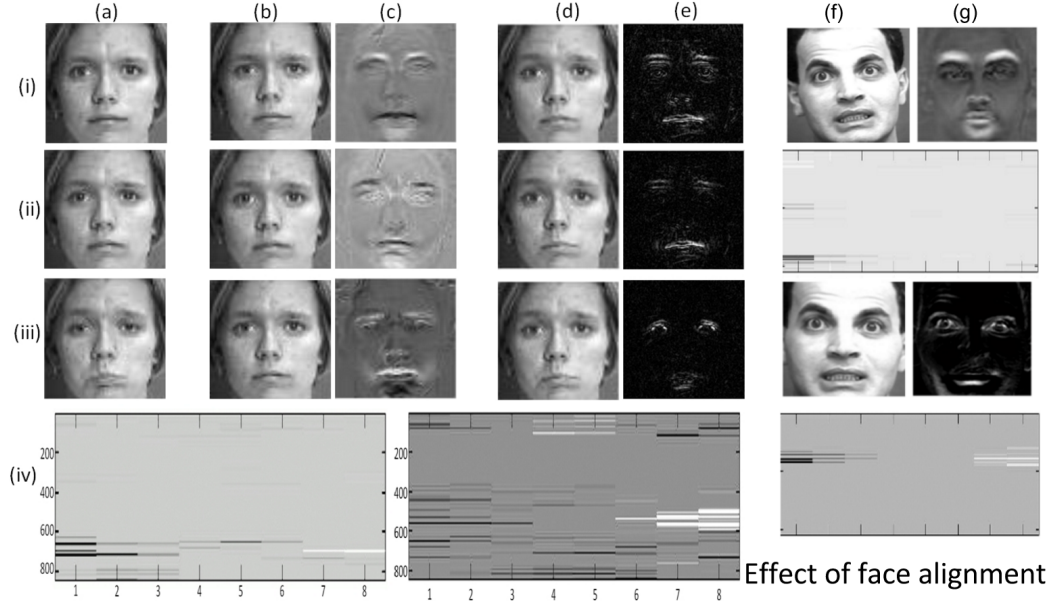 (a) (b) (c) (d) (e) (f) (g)
(i)
(ii)
(iii)
(iv)
200
400
600
800
1 2 3 4 5 6 7 8
200
400
600
800
1 2 3 4 5 6 7 8
Effect of face alignment